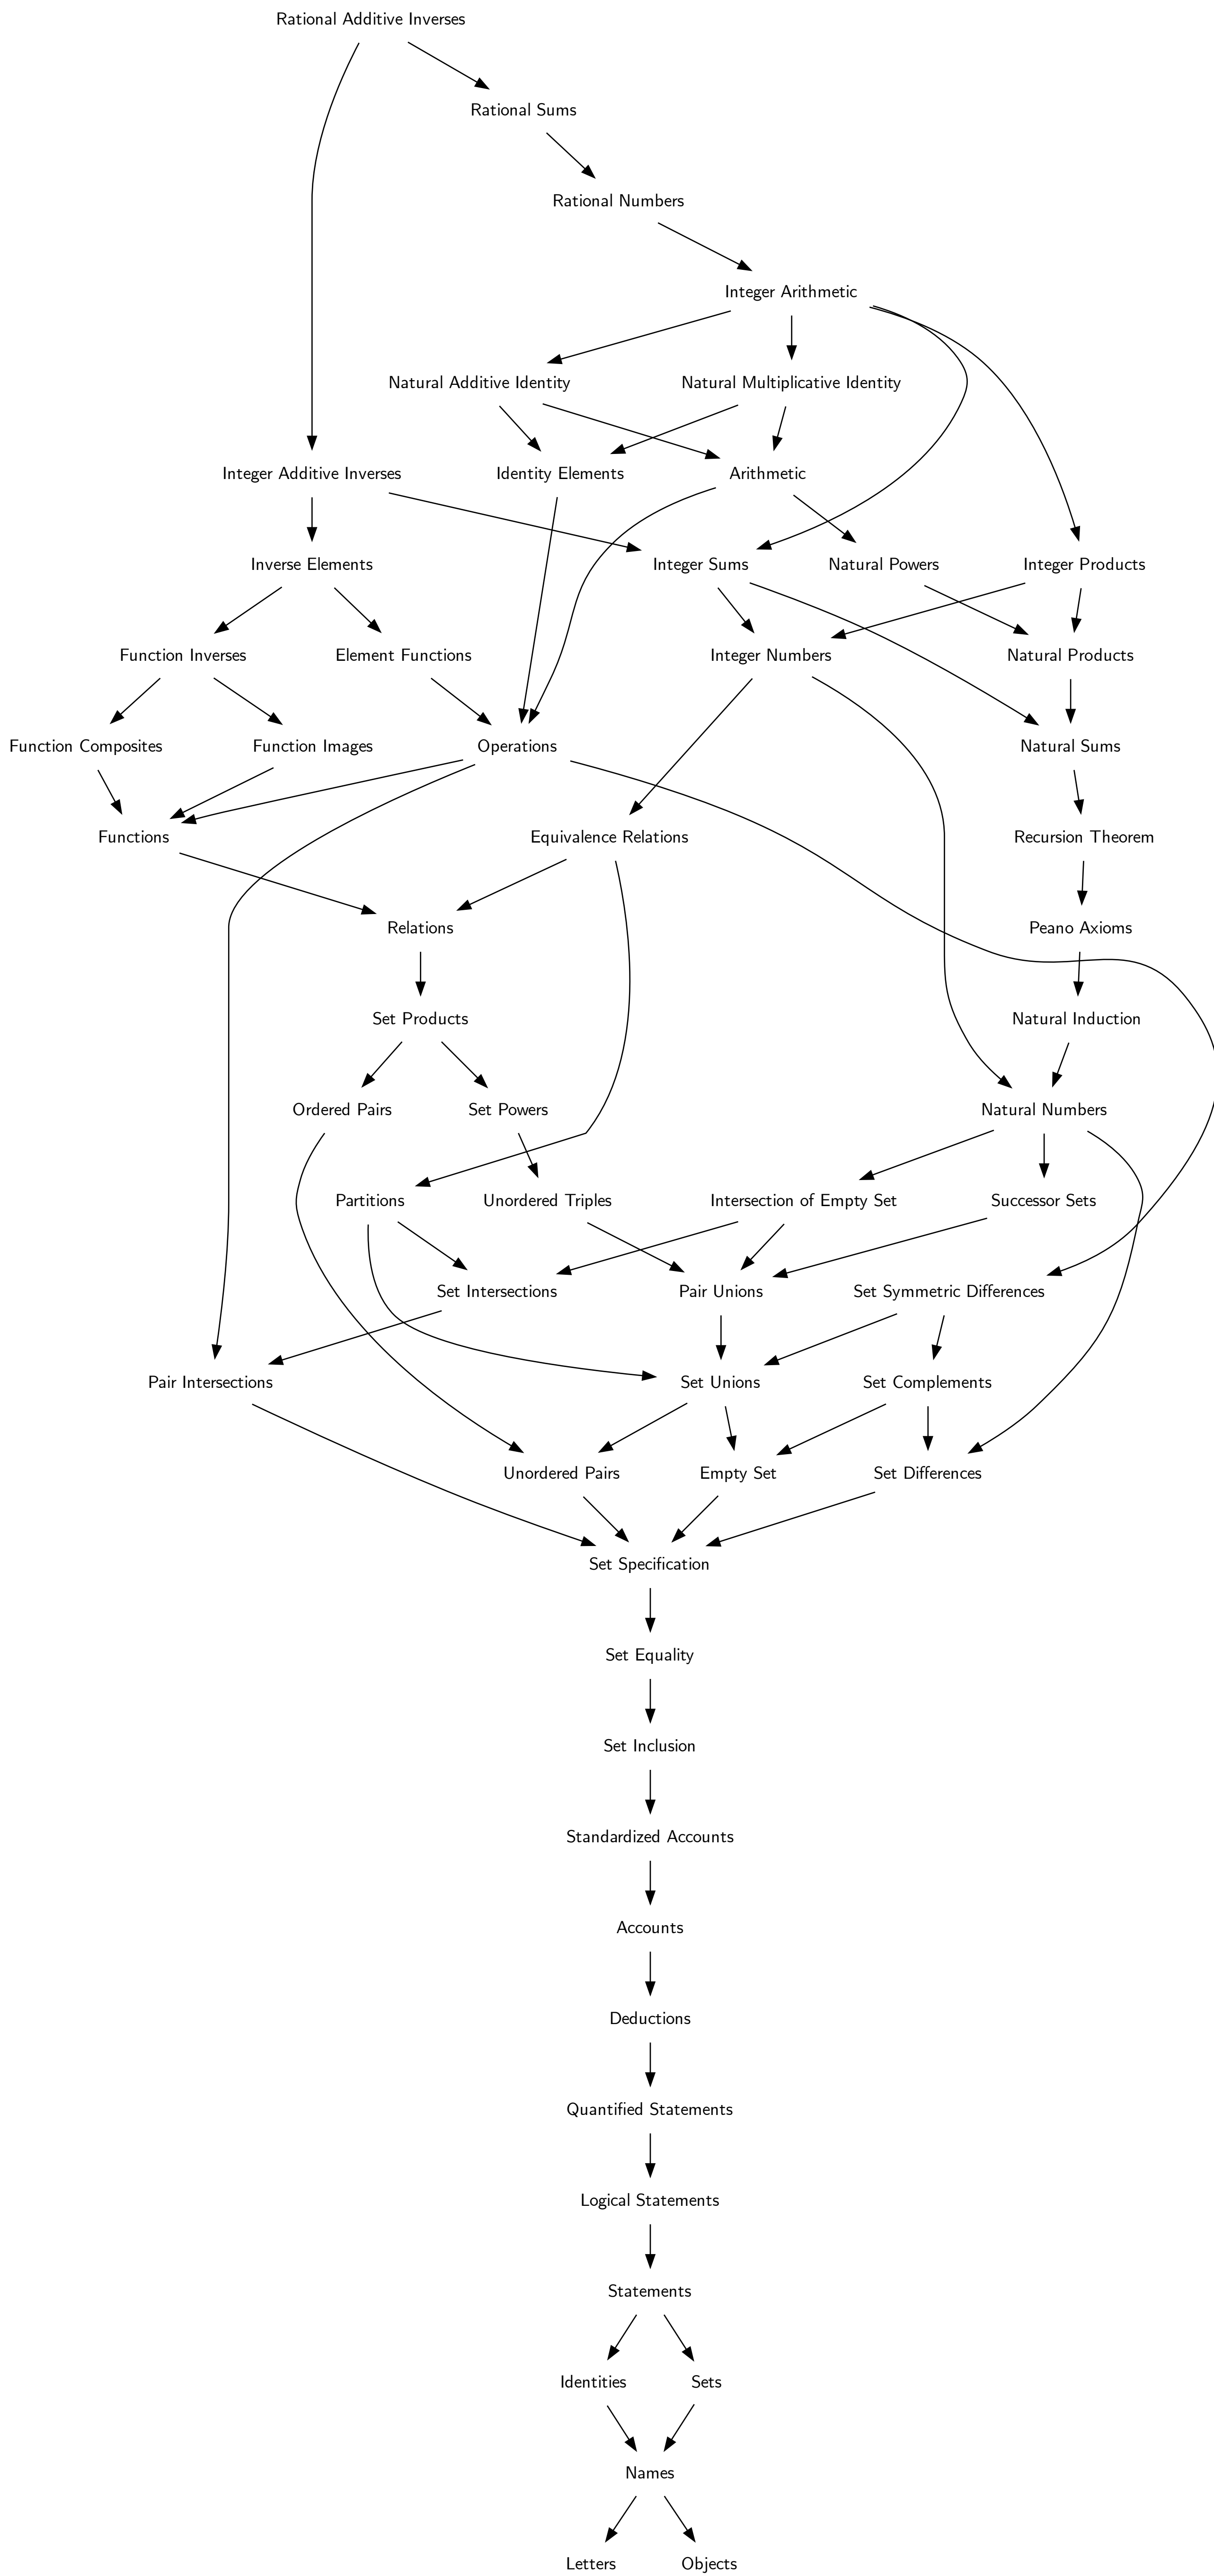 Rational Additive Inverses
Rational Sums
Rational Numbers
Integer Arithmetic
Natural Additive Identity
Natural Multiplicative Identity
Integer Additive Inverses
Identity Elements
Arithmetic
Inverse Elements
Integer Sums
Natural Powers
Integer Products
Function Inverses
Element Functions
Integer Numbers
Natural Products
Function Composites
Function Images
Operations
Natural Sums
Functions
Equivalence Relations
Recursion Theorem
Relations
Peano Axioms
Set Products
Natural Induction
Ordered Pairs
Set Powers
Natural Numbers
Partitions
Unordered Triples
Intersection of Empty Set
Successor Sets
Set Intersections
Pair Unions
Set Symmetric Differences
Pair Intersections
Set Unions
Set Complements
Unordered Pairs
Empty Set
Set Differences
Set Specification
Set Equality
Set Inclusion
Standardized Accounts
Accounts
Deductions
Quantified Statements
Logical Statements
Statements
Identities
Sets
Names
Letters
Objects